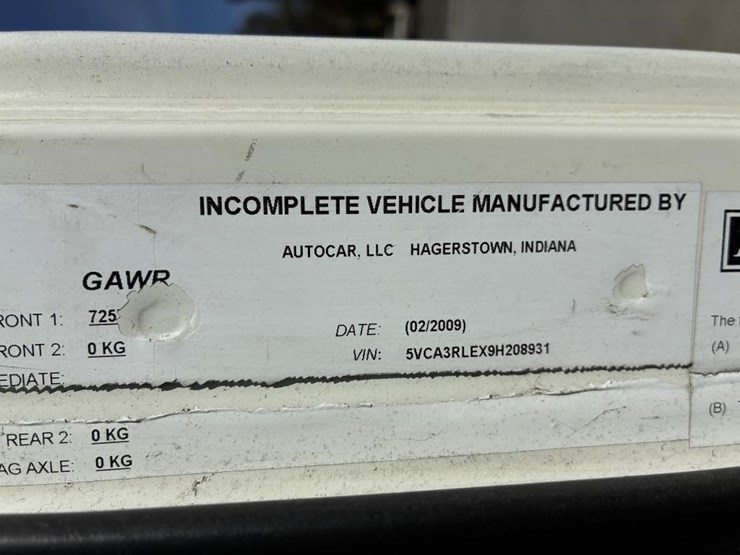 INCOMPLETE VEHICLE MANUFACTURED BY
AUTOCAR, LLC HAGERSTOWN, INDIANA
GAWR
RONT 1: 725
RONT 2: 0 KG
EDIATE:
REAR 2: 0 KG
AG AXLE: 0 KG
DATE: (02/2009)
VIN: 5VCA3RLEX9H208931
The
(A)
(B)